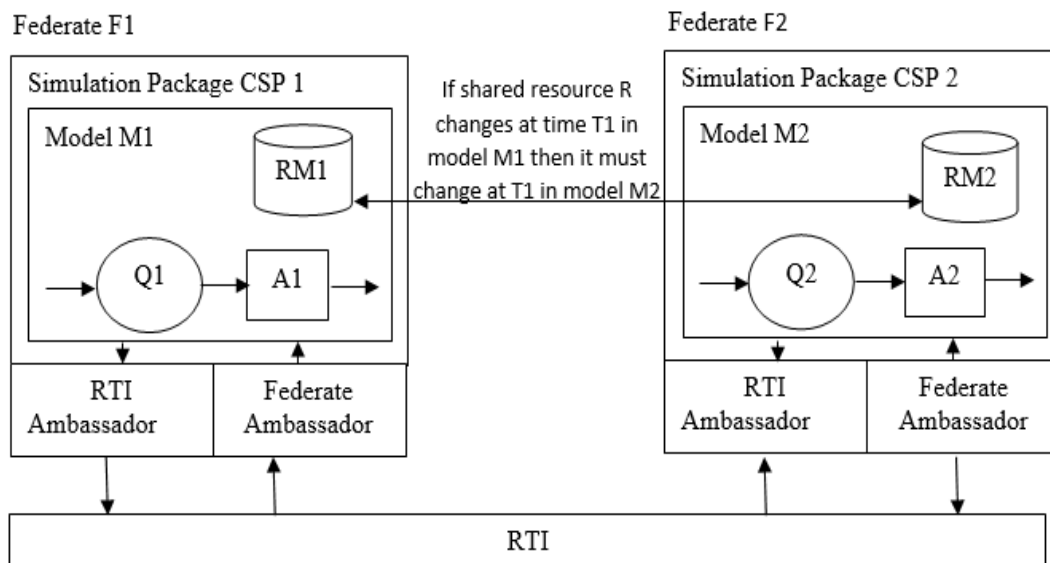 Federate F1
Federate F2
Simulation Package CSP 1
Model M1
RM1
Q1
A1
If shared resource R
changes at time T1 in
model M1 then it must
change at T1 in model M2
Simulation Package CSP 2
Model M2
RM2
Q2
A2
RTI
Ambassador
Federate
Ambassador
RTI
Ambassador
Federate
Ambassador
RTI